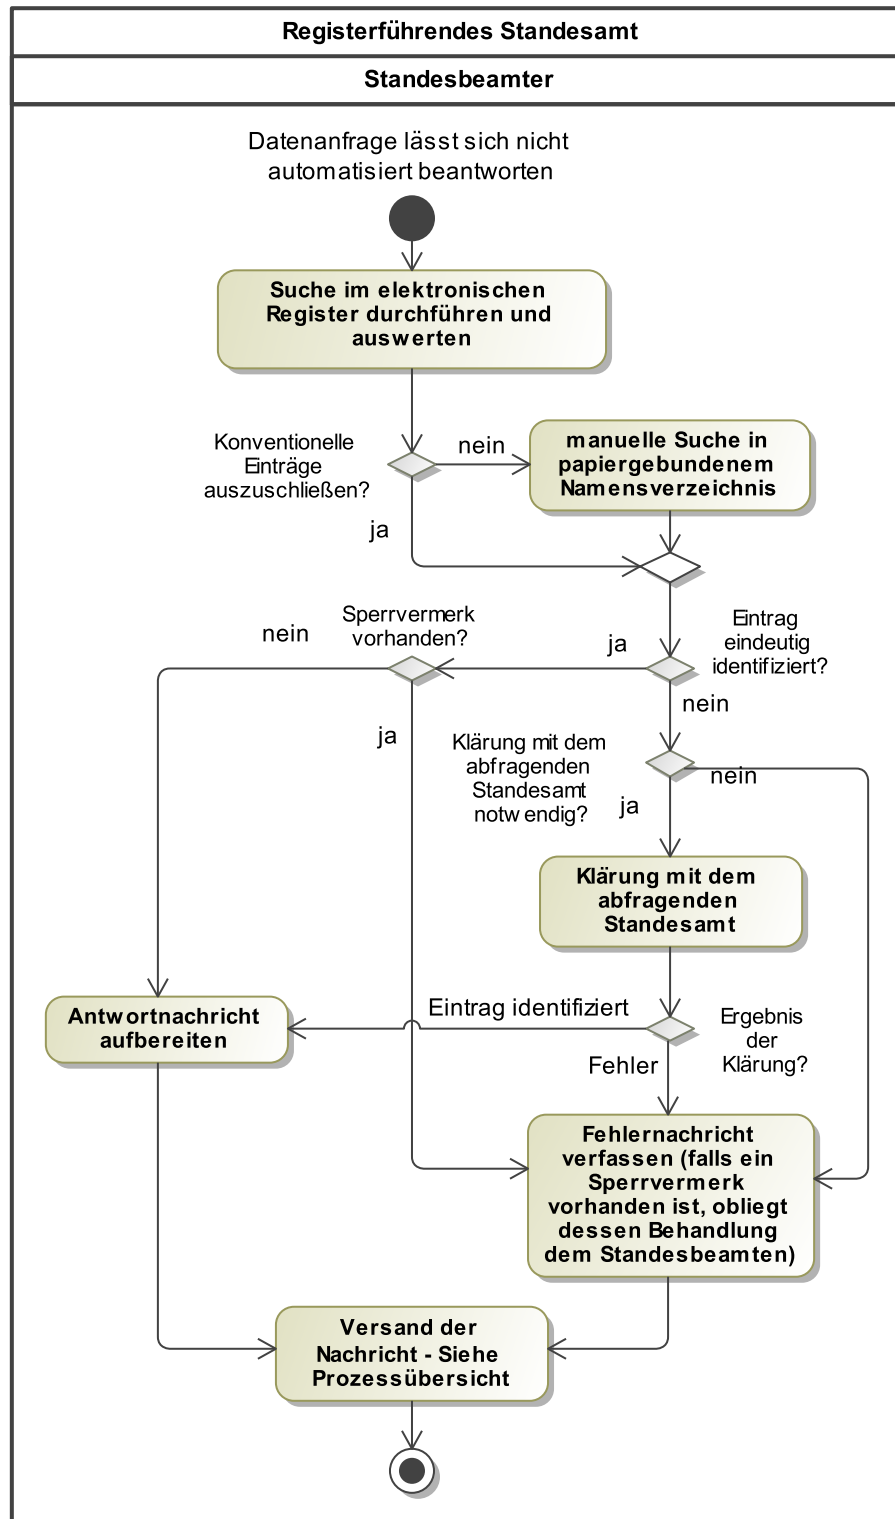 Registerführendes Standesamt
Standesbeamter
Datenanfrage lässt sich nicht
automatisiert beantworten
Suche im elektronischen
Register durchführen und
auswerten
Konventionelle
Einträge
auszuschließen?
nein
manuelle Suche in
papiergebundenem
Namensverzeichnis
ja
Sperrvermerk
vorhanden?
nein
ja
Eintrag
eindeutig
identifiziert?
nein
ja
Klärung mit dem
abfragenden
Standesamt
notwendig?
nein
ja
Klärung mit dem
abfragenden
Standesamt
Antwortnachricht
aufbereiten
Eintrag identifiziert
Ergebnis
der
Klärung?
Fehler
Fehlernachricht
verfassen (falls ein
Sperrvermerk
vorhanden ist, obliegt
dessen Behandlung
dem Standesbeamten)
Versand der
Nachricht - Siehe
Prozessübersicht